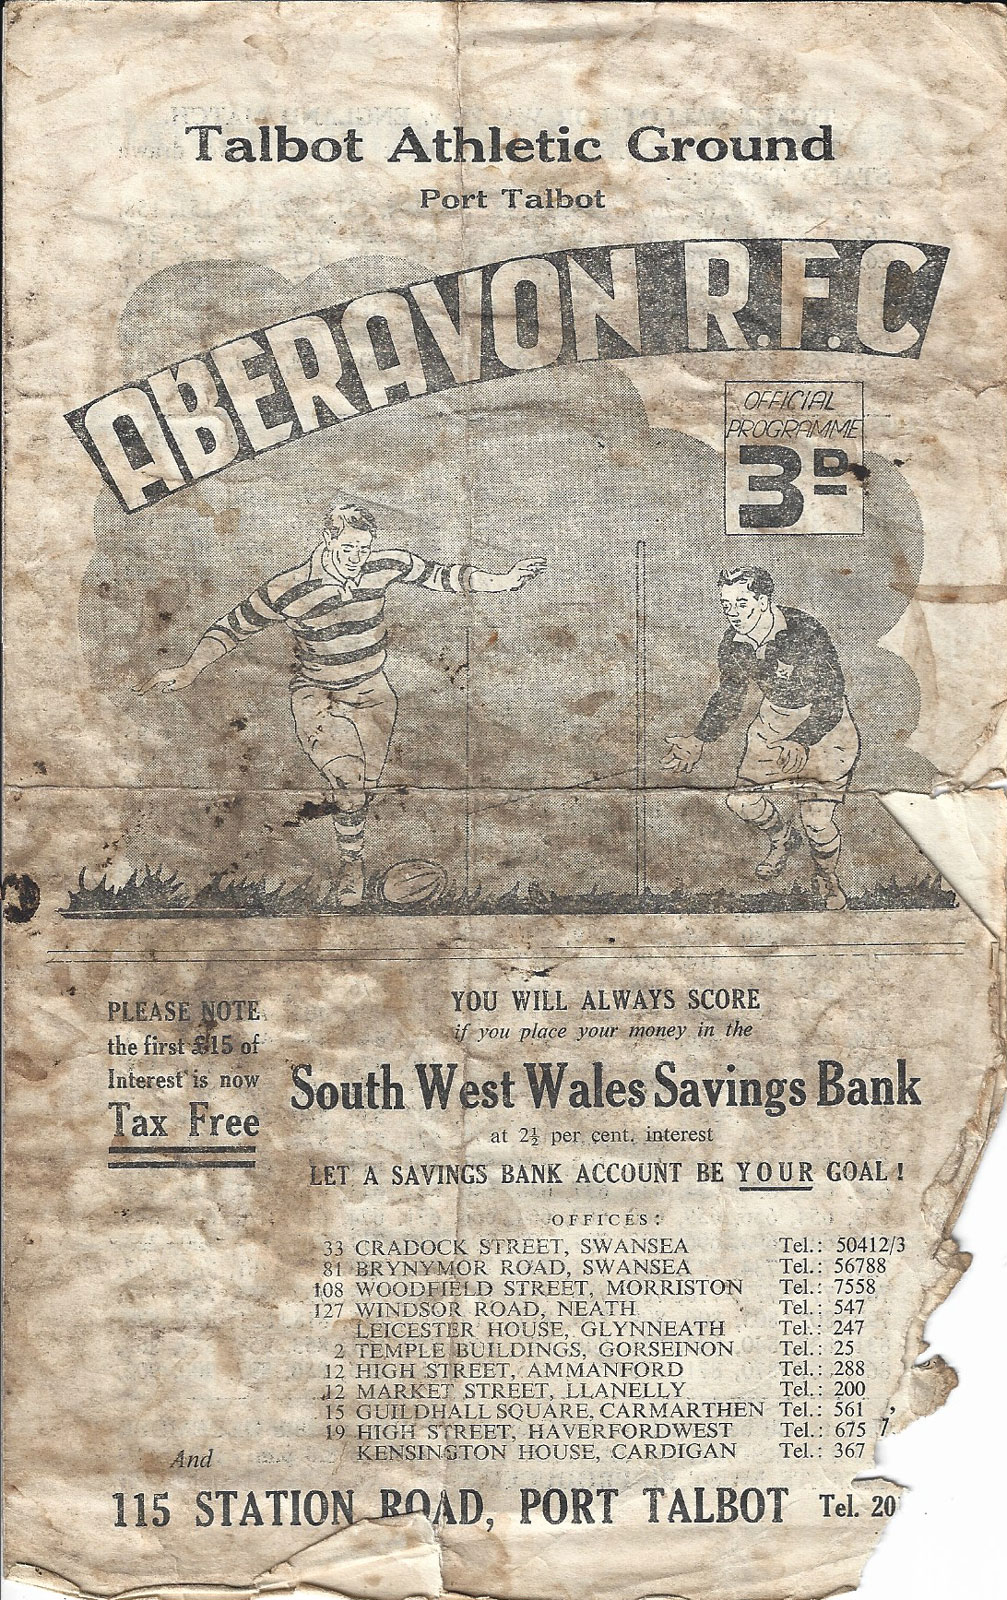 Talbot Athletic Ground
Port Talbot
ABERAVON R.F.C
OFFICIAL
PROGRAMME
3D
PLEASE NOTE
the first £15 of
Interest is now
Tax Free
YOU WILL ALWAYS SCORE
if you place your money in the
South West Wales Savings Bank
at 2½ per cent. interest
LET A SAVINGS BANK ACCOUNT BE YOUR GOAL !
OFFICES:
33 CRADOCK STREET, SWANSEA Tel.: 50412/3
81 BRYNYMOR ROAD, SWANSEA Tel.: 56788
108 WOODFIELD STREET, MORRISTON Tel.: 7558
127 WINDSOR ROAD, NEATH Tel.: 547
LEICESTER HOUSE, GLYNNEATH Tel.: 247
2 TEMPLE BUILDINGS, GORSEINON Tel.: 25
12 HIGH STREET, AMMANFORD Tel.: 288
12 MARKET STREET, LLANELLY Tel.: 200
15 GUILDHALL SQUARE, CARMARTHEN Tel.: 561
19 HIGH STREET, HAVERFORDWEST Tel.: 675
KENSINGTON HOUSE, CARDIGAN Tel.: 367
And
115 STATION ROAD, PORT TALBOT Tel. 20